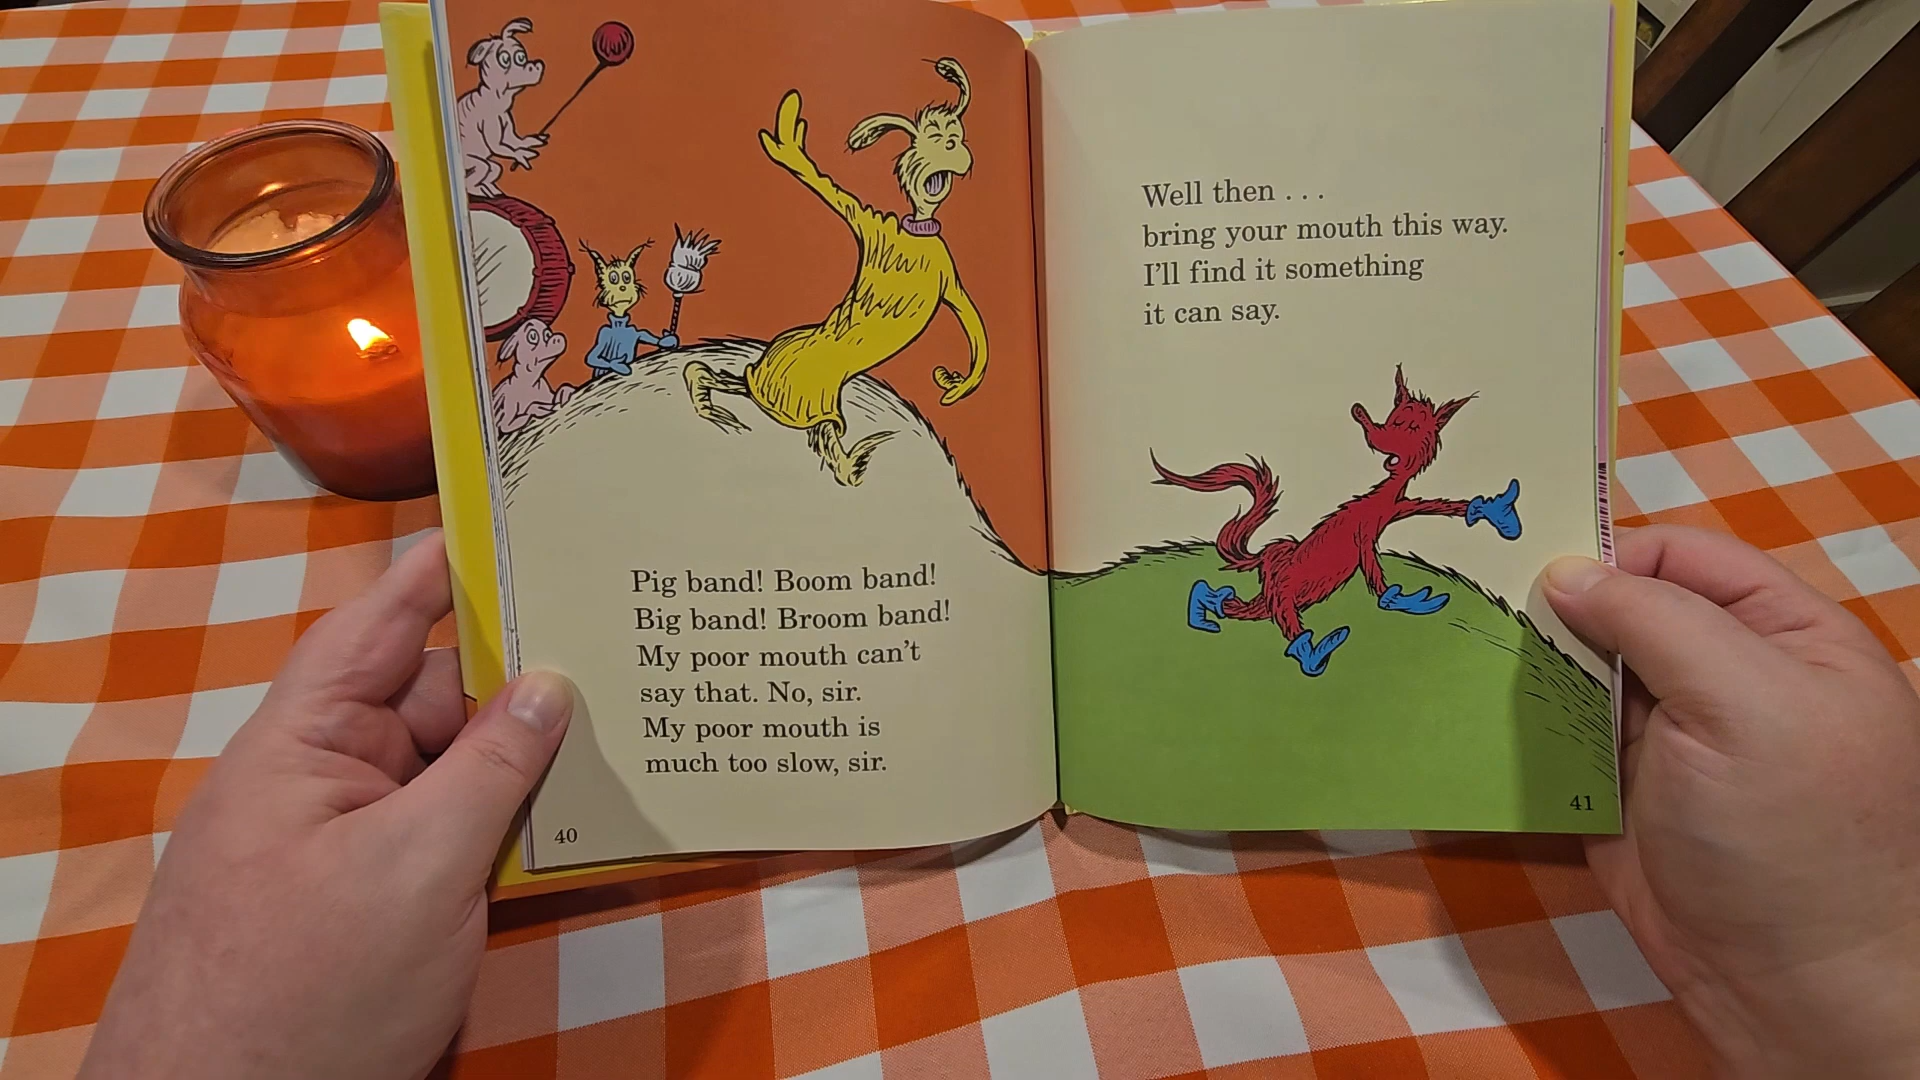 Pig band! Boom band!
Big band! Broom band!
My poor mouth can't
say that. No, sir.
My poor mouth is
much too slow, sir.
40
Well then . . .
bring your mouth this way.
I'll find it something
it can say.
41